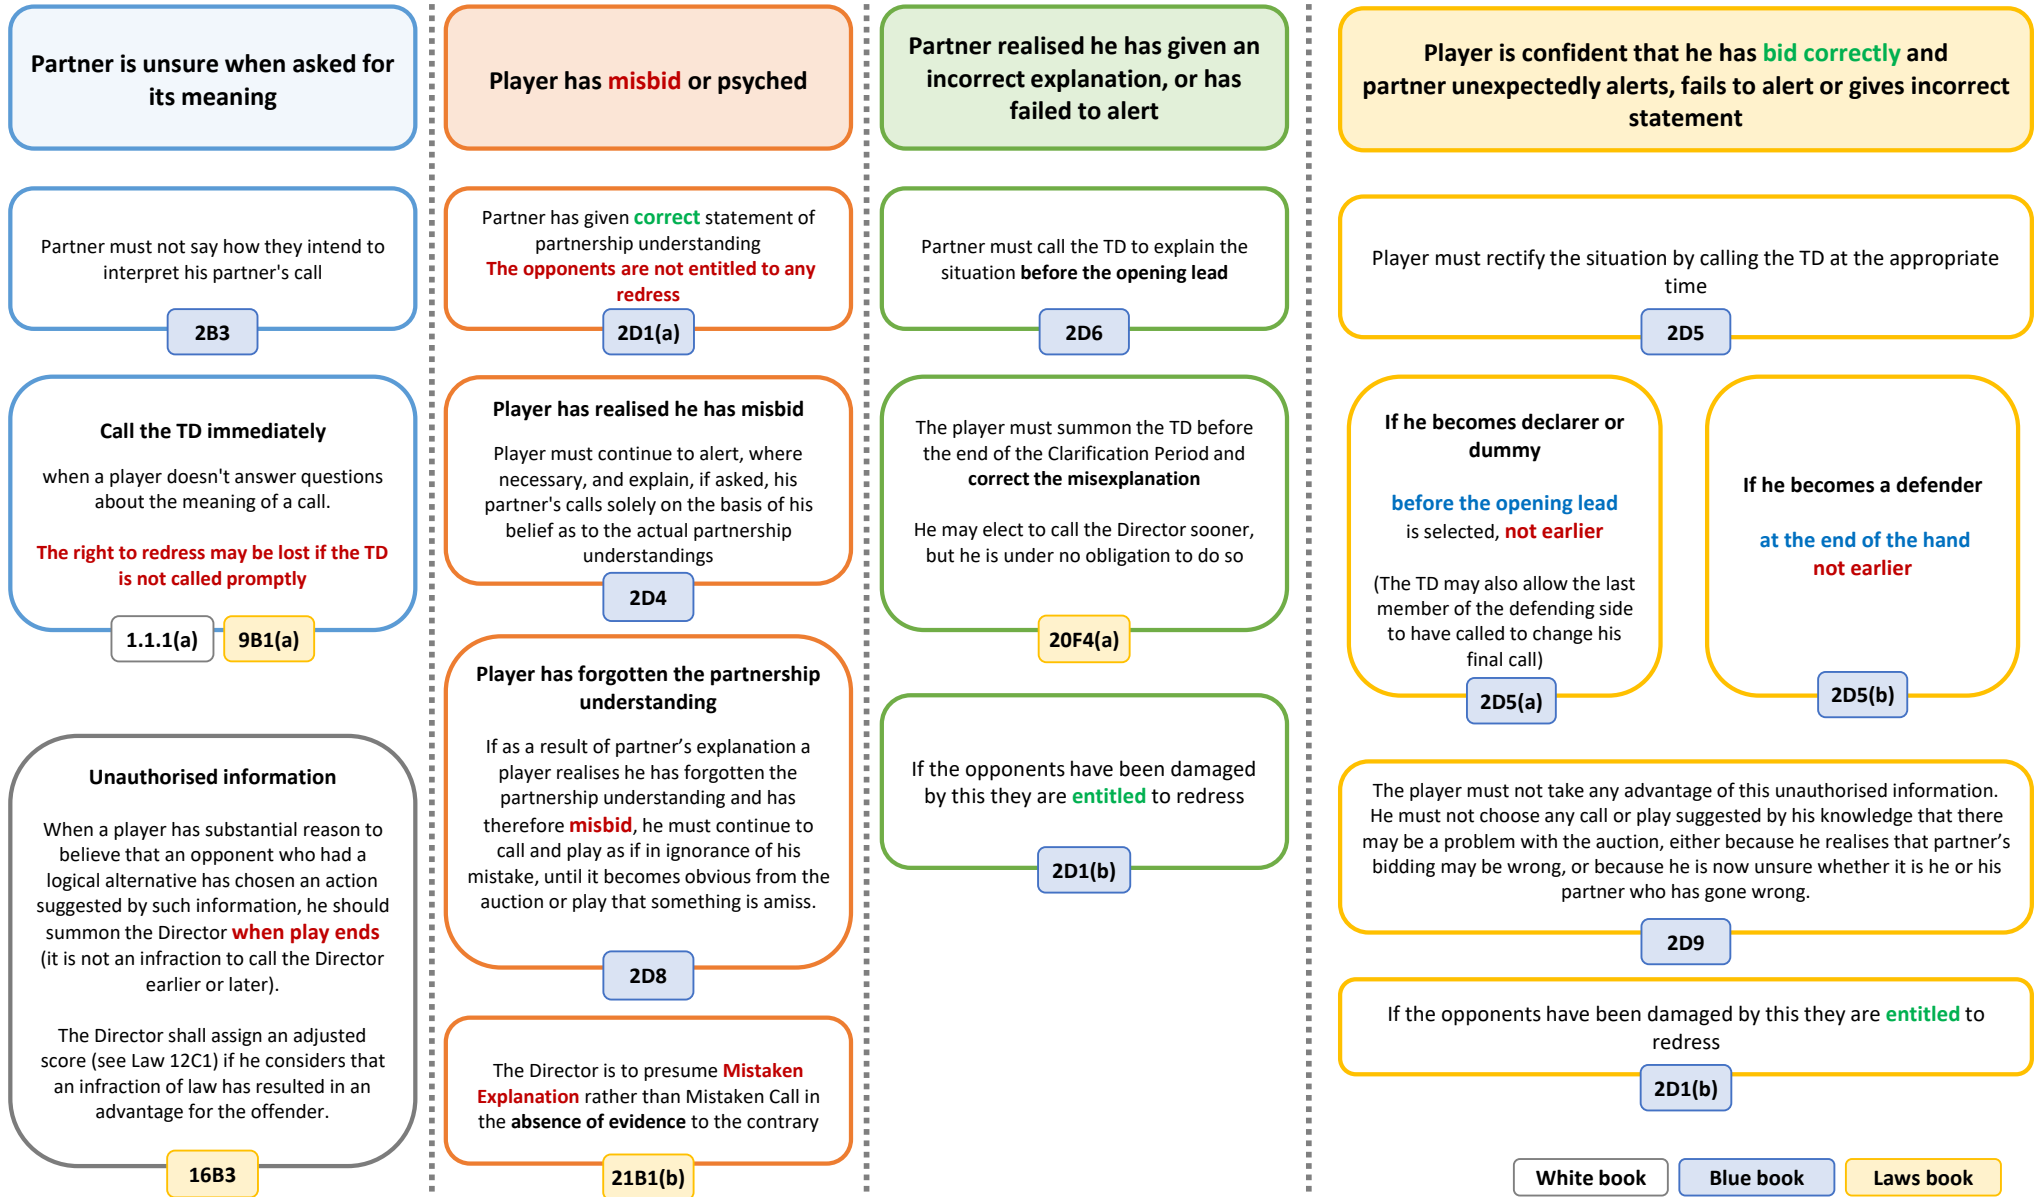 Partner is unsure when asked for
its meaning
Partner must not say how they intend to
interpret his partner's call
2B3
Call the TD immediately
when a player doesn't answer questions
about the meaning of a call.
The right to redress may be lost if the TD
is not called promptly
1.1.1(a)
9B1(a)
Unauthorised information
When a player has substantial reason to
believe that an opponent who had a
logical alternative has chosen an action
suggested by such information, he should
summon the Director when play ends
(it is not an infraction to call the Director
earlier or later).
The Director shall assign an adjusted
score (see Law 12C1) if he considers that
an infraction of law has resulted in an
advantage for the offender.
16B3
Player has misbid or psyched
Partner has given correct statement of
partnership understanding
The opponents are not entitled to any
redress
2D1(a)
Player has realised he has misbid
Player must continue to alert, where
necessary, and explain, if asked, his
partner's calls solely on the basis of his
belief as to the actual partnership
understandings
2D4
Player has forgotten the partnership
understanding
If as a result of partner’s explanation a
player realises he has forgotten the
partnership understanding and has
therefore misbid, he must continue to
call and play as if in ignorance of his
mistake, until it becomes obvious from the
auction or play that something is amiss.
2D8
The Director is to presume Mistaken
Explanation rather than Mistaken Call in
the absence of evidence to the contrary
21B1(b)
Partner realised he has given an
incorrect explanation, or has
failed to alert
Partner must call the TD to explain the
situation before the opening lead
2D6
The player must summon the TD before
the end of the Clarification Period and
correct the misexplanation
He may elect to call the Director sooner,
but he is under no obligation to do so
20F4(a)
If the opponents have been damaged
by this they are entitled to redress
2D1(b)
Player is confident that he has bid correctly and
partner unexpectedly alerts, fails to alert or gives incorrect
statement
Player must rectify the situation by calling the TD at the appropriate
time
2D5
If he becomes declarer or
dummy
before the opening lead
is selected, not earlier
(The TD may also allow the last
member of the defending side
to have called to change his
final call)
2D5(a)
If he becomes a defender
at the end of the hand
not earlier
2D5(b)
The player must not take any advantage of this unauthorised information.
He must not choose any call or play suggested by his knowledge that there
may be a problem with the auction, either because he realises that partner’s
bidding may be wrong, or because he is now unsure whether it is he or his
partner who has gone wrong.
2D9
If the opponents have been damaged by this they are entitled to
redress
2D1(b)
White book
Blue book
Laws book